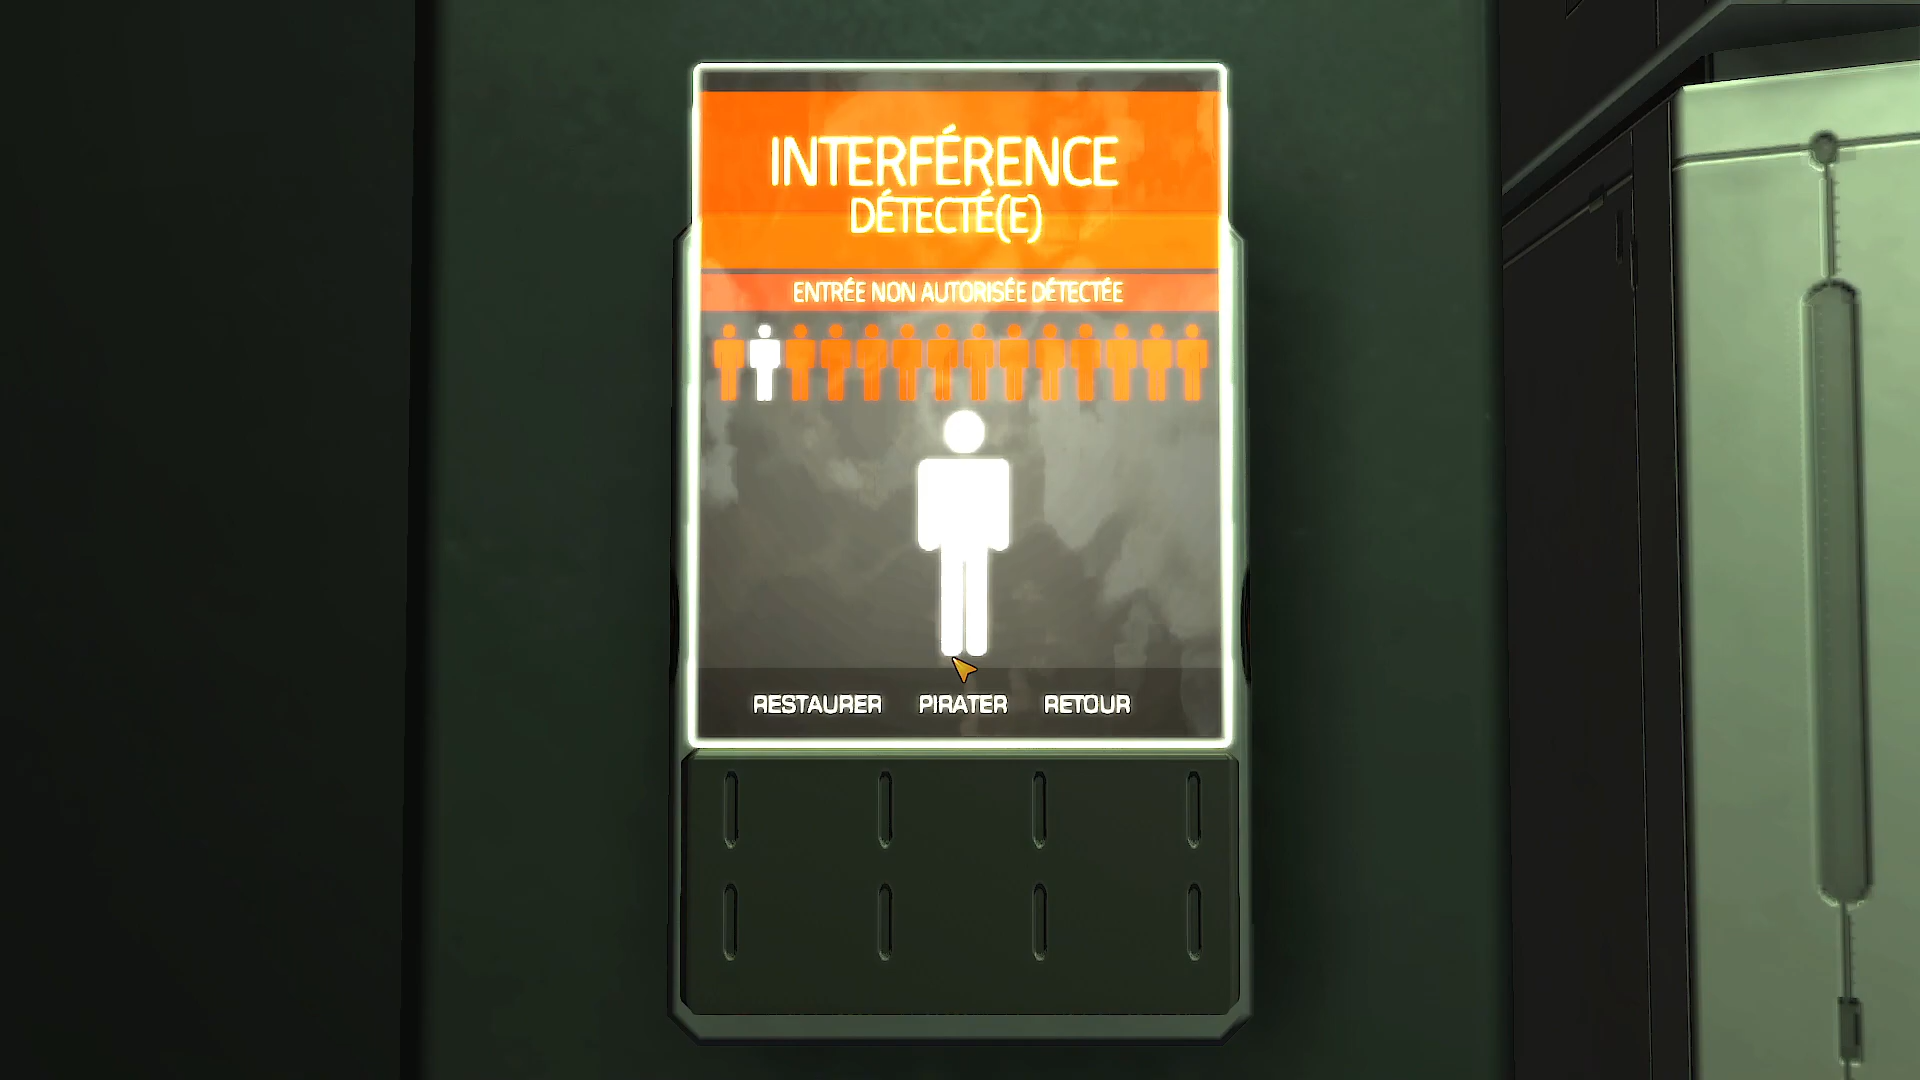 INTERFÉRENCE
DÉTECTÉ(E)
ENTRÉE NON AUTORISÉE DÉTECTÉE
RESTAURER PIRATER RETOUR